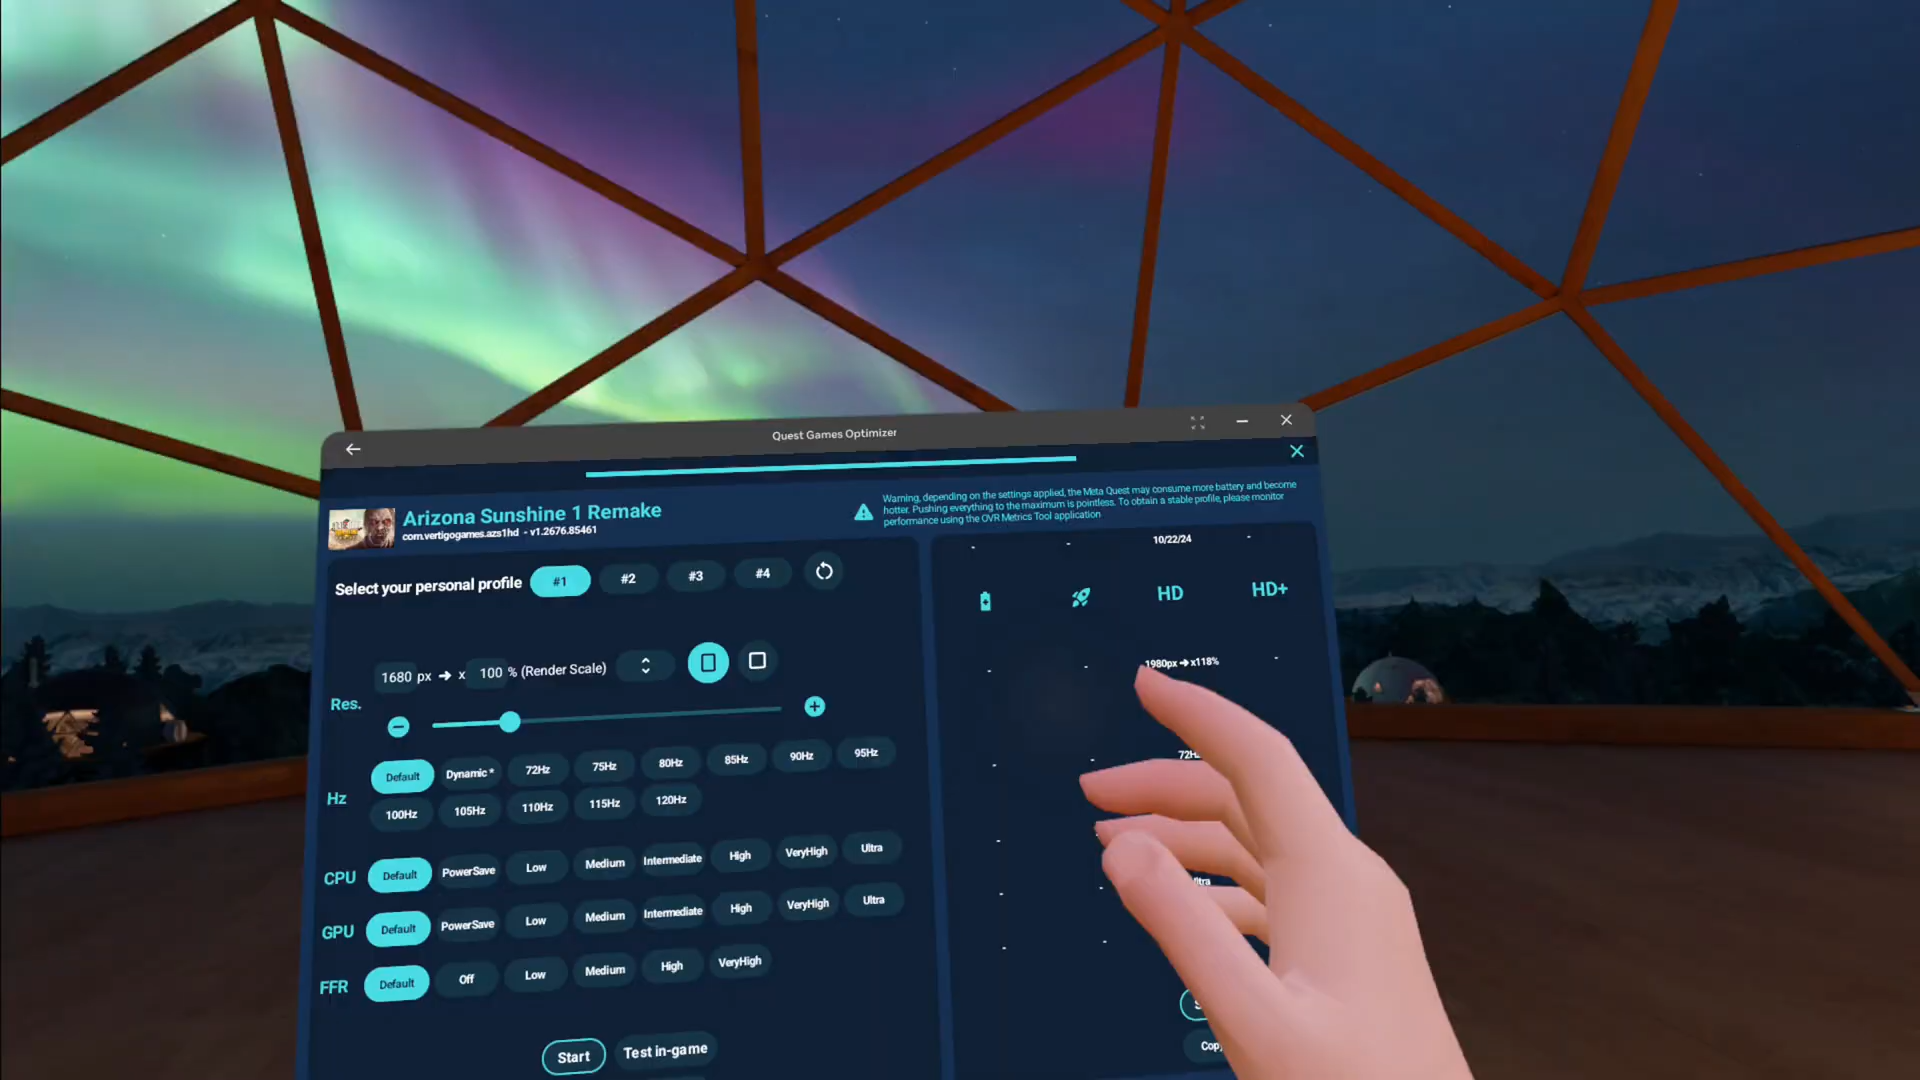 Quest Games Optimizer
Arizona Sunshine 1 Remake
com.vertigogames.azs1hd - v1.2676.85461
Warning, depending on the settings applied, the Meta Quest may consume more battery and become
hotter. Pushing everything to the maximum is pointless. To obtain a stable profile, please monitor
performance using the OVR Metrics Tool application
Select your personal profile #1 #2 #3 #4
1680 px ➔ x 100 % (Render Scale)
Res.
Hz
Default Dynamic * 72Hz 75Hz 80Hz 85Hz 90Hz 95Hz
100Hz 105Hz 110Hz 115Hz 120Hz
CPU Default PowerSave Low Medium Intermediate High VeryHigh Ultra
GPU Default PowerSave Low Medium Intermediate High VeryHigh Ultra
FFR Default Off Low Medium High VeryHigh
Start Test in-game
- - 10/22/24 -
HD HD+
- - 1980px ➔ x118% -
- - 72Hz
-
- -
- -